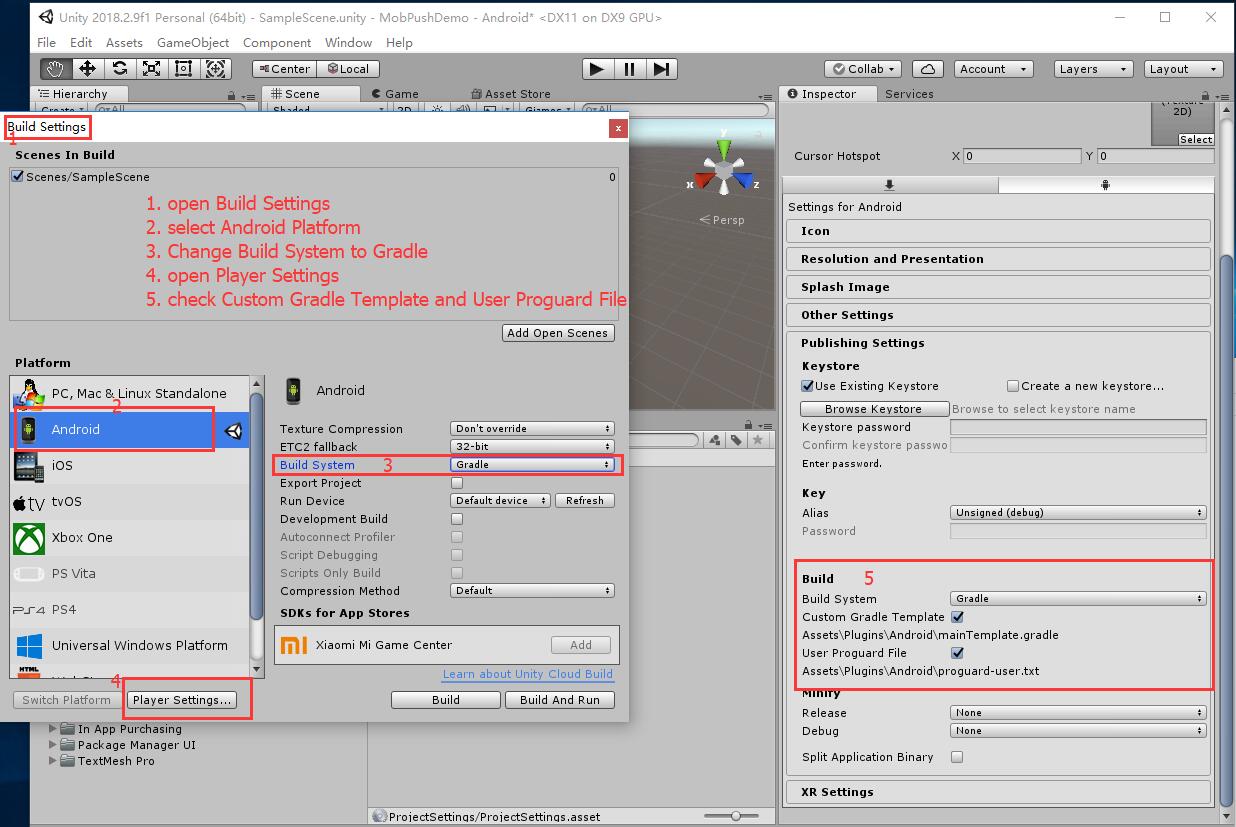 Unity 2018.2.9f1 Personal (64bit) - SampleScene.unity - MobPushDemo - Android* <DX11 on DX9 GPU>
File Edit Assets GameObject Component Window Help
Center Local Collab Account Layers Layout
Hierarchy
Create All
Scene Game Asset Store
Shaded 2D Gizmos All
y x z
Persp
Build Settings x
1
Scenes In Build
Scenes/SampleScene 0
1. open Build Settings
2. select Android Platform
3. Change Build System to Gradle
4. open Player Settings
5. check Custom Gradle Template and User Proguard File
Add Open Scenes
Platform
PC, Mac & Linux Standalone
2
Android
iOS
tv tvOS
Xbox One
PS Vita
PS4 PS4
Universal Windows Platform
HTML
4
Switch Platform Player Settings...
Android
Texture Compression Don't override
ETC2 fallback 32-bit
Build System 3 Gradle
Export Project
Run Device Default device Refresh
Development Build
Autoconnect Profiler
Script Debugging
Scripts Only Build
Compression Method Default
SDKs for App Stores
Xiaomi Mi Game Center Add
Learn about Unity Cloud Build
Build Build And Run
In App Purchasing
Package Manager UI
TextMesh Pro
ProjectSettings/ProjectSettings.asset
Inspector Services
(Texture
2D)
Select
Cursor Hotspot X 0 Y 0
Settings for Android
Icon
Resolution and Presentation
Splash Image
Other Settings
Publishing Settings
Keystore
Use Existing Keystore Create a new keystore...
Browse Keystore Browse to select keystore name
Keystore password
Confirm keystore passwo
Enter password.
Key
Alias Unsigned (debug)
Password
Build 5
Build System Gradle
Custom Gradle Template
Assets\Plugins\Android\mainTemplate.gradle
User Proguard File
Assets\Plugins\Android\proguard-user.txt
Minify
Release None
Debug None
Split Application Binary
XR Settings